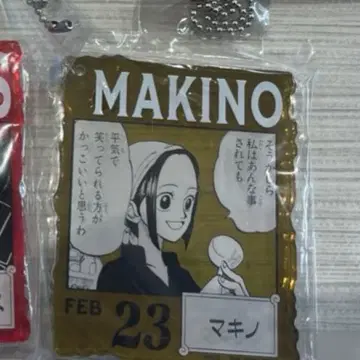 MAKINO
そうかしら
私はあんな事
されても
平気で
笑ってられる方が
かっこいいと思うわ
FEB 23
マキノ